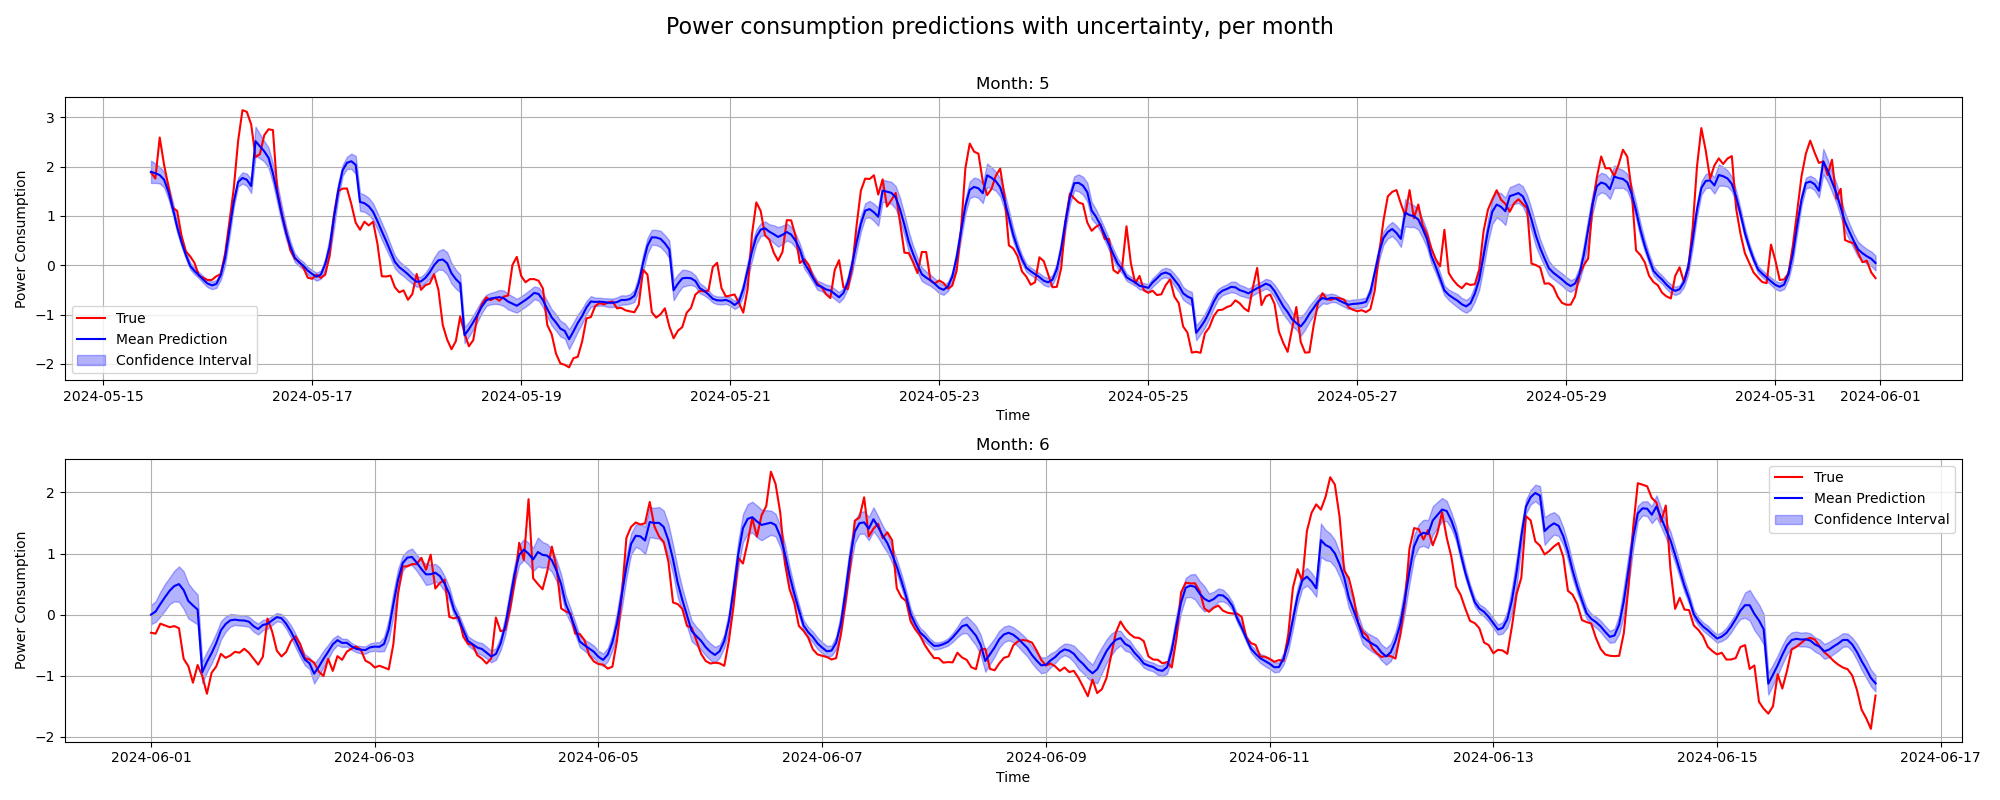 Power consumption predictions with uncertainty, per month
Month: 5
Power Consumption
3
2
1
0
−1
−2
True
Mean Prediction
Confidence Interval
2024-05-15 2024-05-17 2024-05-19 2024-05-21 2024-05-23 2024-05-25 2024-05-27 2024-05-29 2024-05-31 2024-06-01
Time
Month: 6
Power Consumption
2
1
0
−1
−2
True
Mean Prediction
Confidence Interval
2024-06-01 2024-06-03 2024-06-05 2024-06-07 2024-06-09 2024-06-11 2024-06-13 2024-06-15 2024-06-17
Time